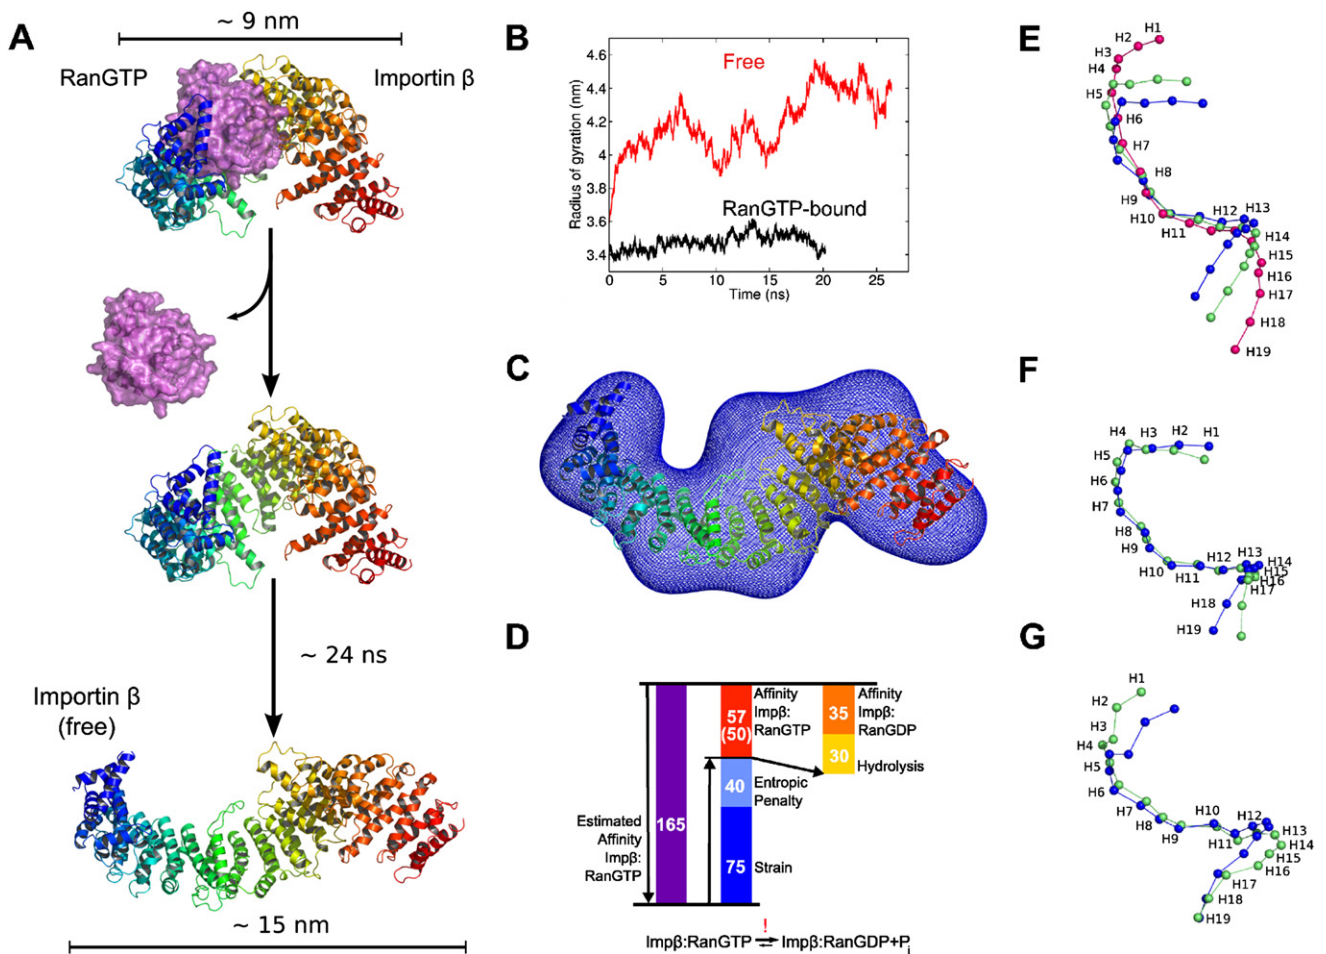 A
~ 9 nm
RanGTP
Importin β
~ 24 ns
Importin β
(free)
~ 15 nm
B
Radius of gyration (nm)
4.6
4.4
4.2
4
3.8
3.6
3.4
Free
RanGTP-bound
0
5
10
15
20
25
Time (ns)
C
D
Estimated
Affinity
Impβ:
RanGTP
165
57
(50)
Affinity
Impβ:
RanGTP
40
Entropic
Penalty
75
Strain
35
Affinity
Impβ:
RanGDP
30
Hydrolysis
!
Impβ:RanGTP ⇌ Impβ:RanGDP+Pi
E
H1
H2
H3
H4
H5
H6
H7
H8
H9
H10
H11
H12
H13
H14
H15
H16
H17
H18
H19
F
H1
H2
H3
H4
H5
H6
H7
H8
H9
H10
H11
H12
H13
H14
H15
H16
H17
H18
H19
G
H1
H2
H3
H4
H5
H6
H7
H8
H9
H10
H11
H12
H13
H14
H15
H16
H17
H18
H19